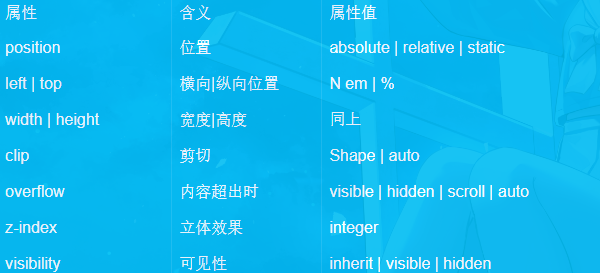 属性 含义 属性值
position 位置 absolute | relative | static
left | top 横向|纵向位置 N em | %
width | height 宽度|高度 同上
clip 剪切 Shape | auto
overflow 内容超出时 visible | hidden | scroll | auto
z-index 立体效果 integer
visibility 可见性 inherit | visible | hidden